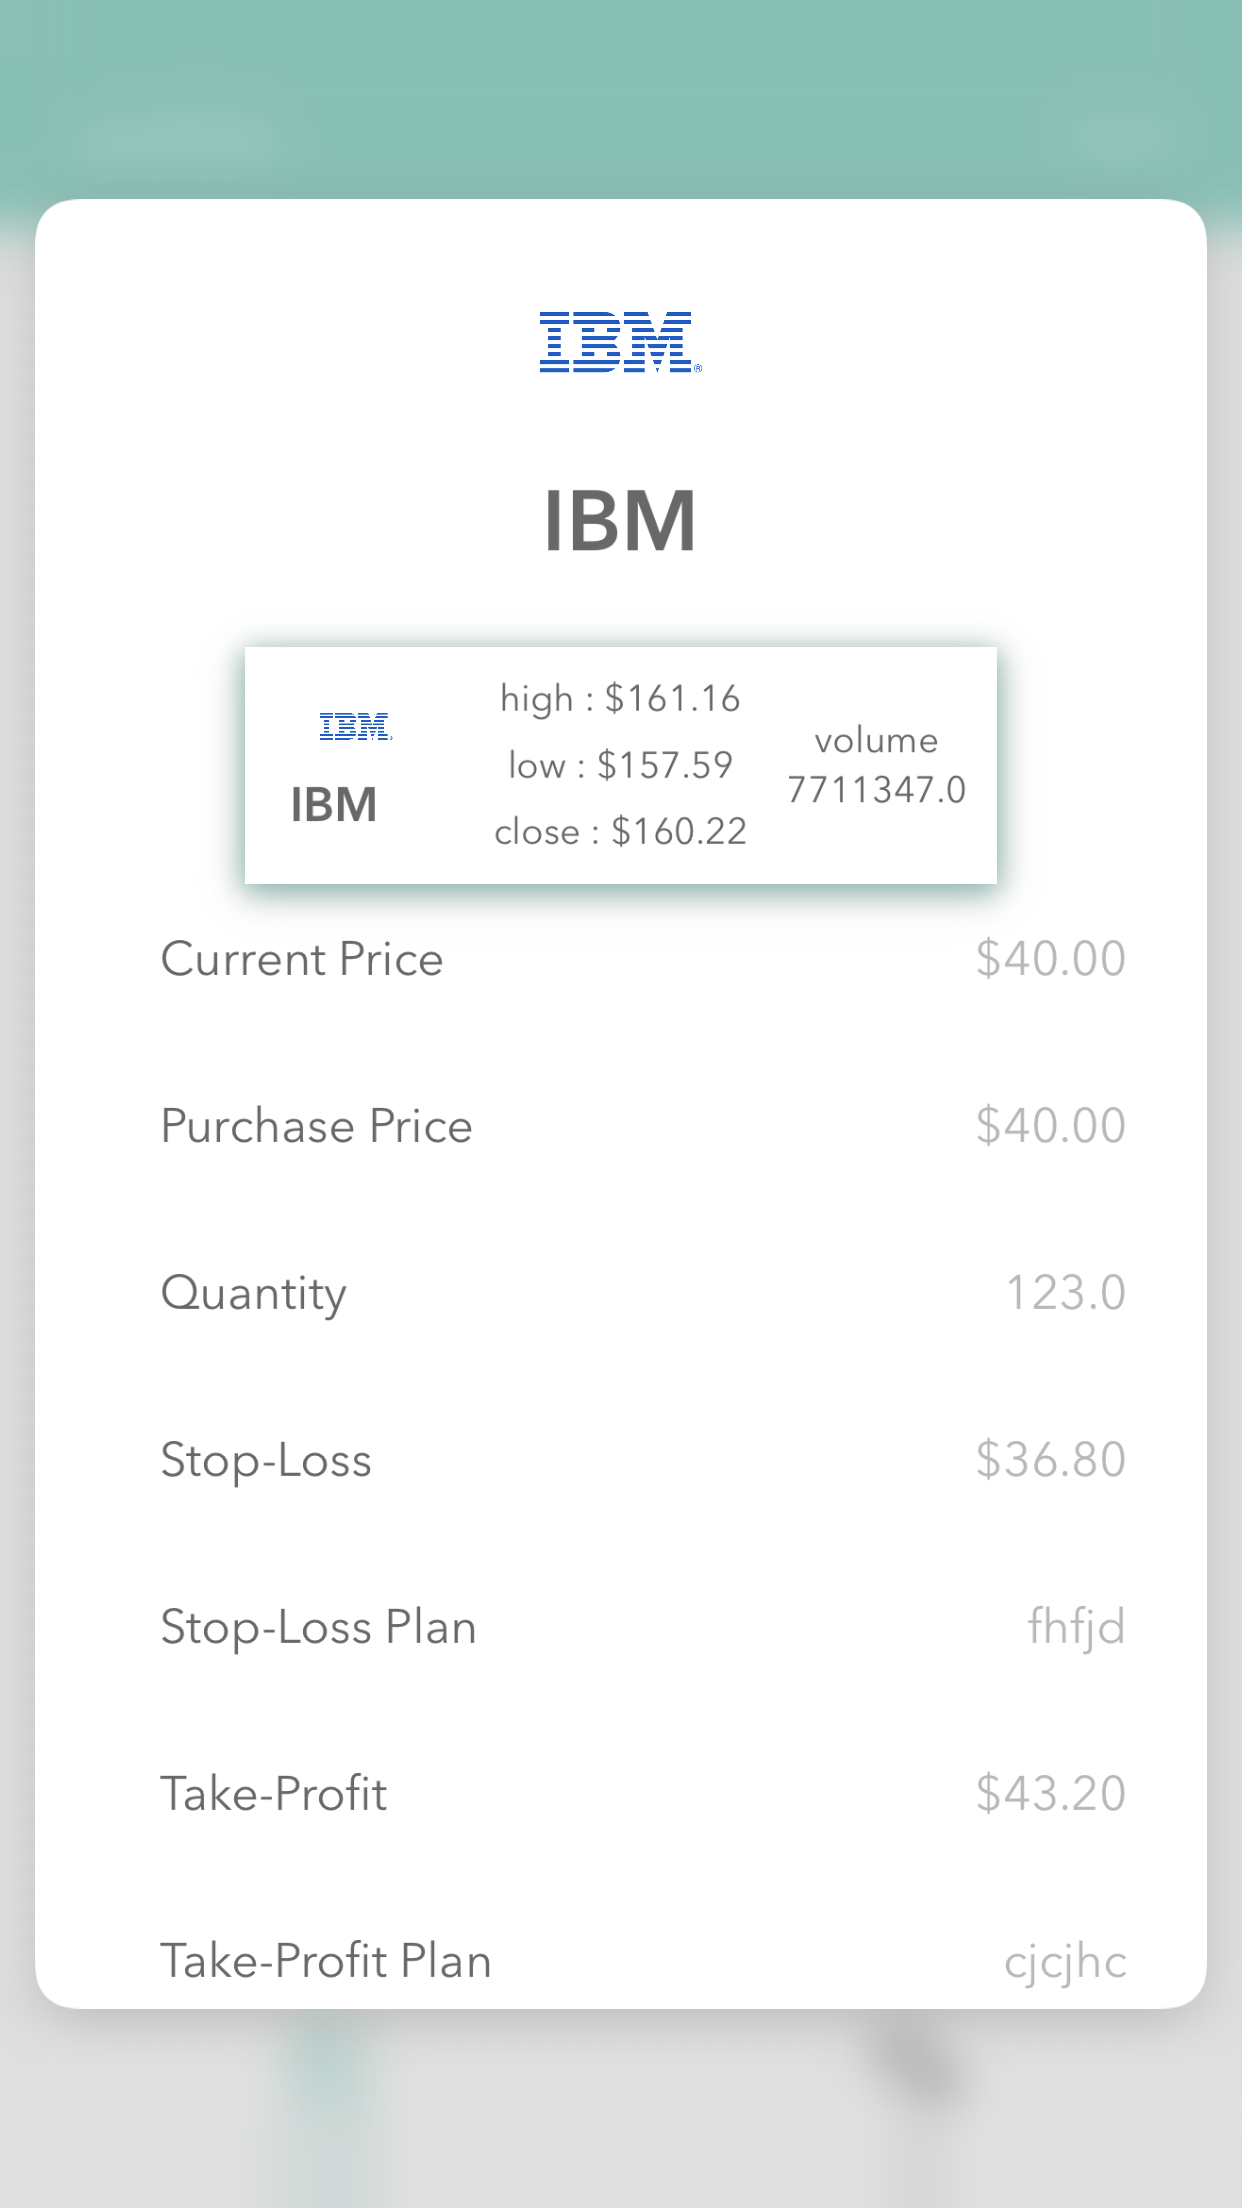 IBM®
IBM
IBM
IBM
high : $161.16
low : $157.59
close : $160.22
volume
7711347.0
Current Price $40.00
Purchase Price $40.00
Quantity 123.0
Stop-Loss $36.80
Stop-Loss Plan fhfjd
Take-Profit $43.20
Take-Profit Plan cjcjhc